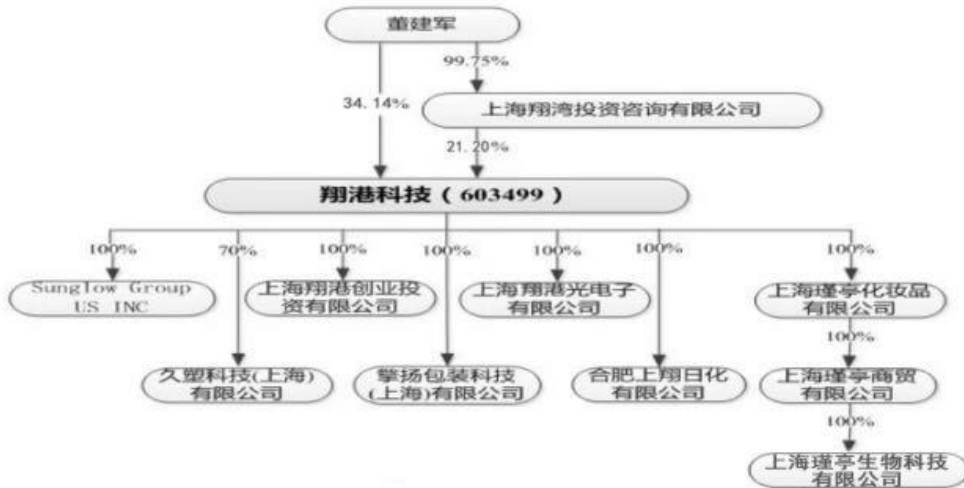 董建军
99.75%
34.14%
上海翔湾投资咨询有限公司
21.20%
翔港科技（603499）
100%
70%
100%
100%
100%
100%
100%
Sunglow Group
US INC
上海翔港创业投
资有限公司
上海翔港光电子
有限公司
上海瑾亭化妆品
有限公司
100%
久塑科技(上海)
有限公司
擎扬包装科技
(上海)有限公司
合肥上翔日化
有限公司
上海瑾亭商贸
有限公司
100%
上海瑾亭生物科技
有限公司